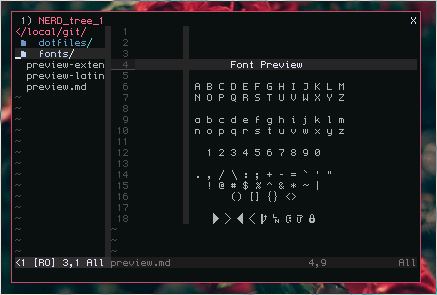 1) NERD_tree_1 X
</local/git/
dotfiles/
fonts/
preview-exten
preview-latin
preview.md
~
~
~
~
~
~
~
~
~
~
~
<1 [RO] 3,1 All
1
2
3
4 Font Preview
5
6 A B C D E F G H I J K L M
7 N O P Q R S T U V W X Y Z
8
9 a b c d e f g h i j k l m
10 n o p q r s t u v w x y z
11
12 1 2 3 4 5 6 7 8 9 0
13
14 . , / \ : ; + - = ` ' "
15 ! @ # $ % ^ & * ~ |
16 () [] {} <>
17
18
~
~
preview.md 4,9 All